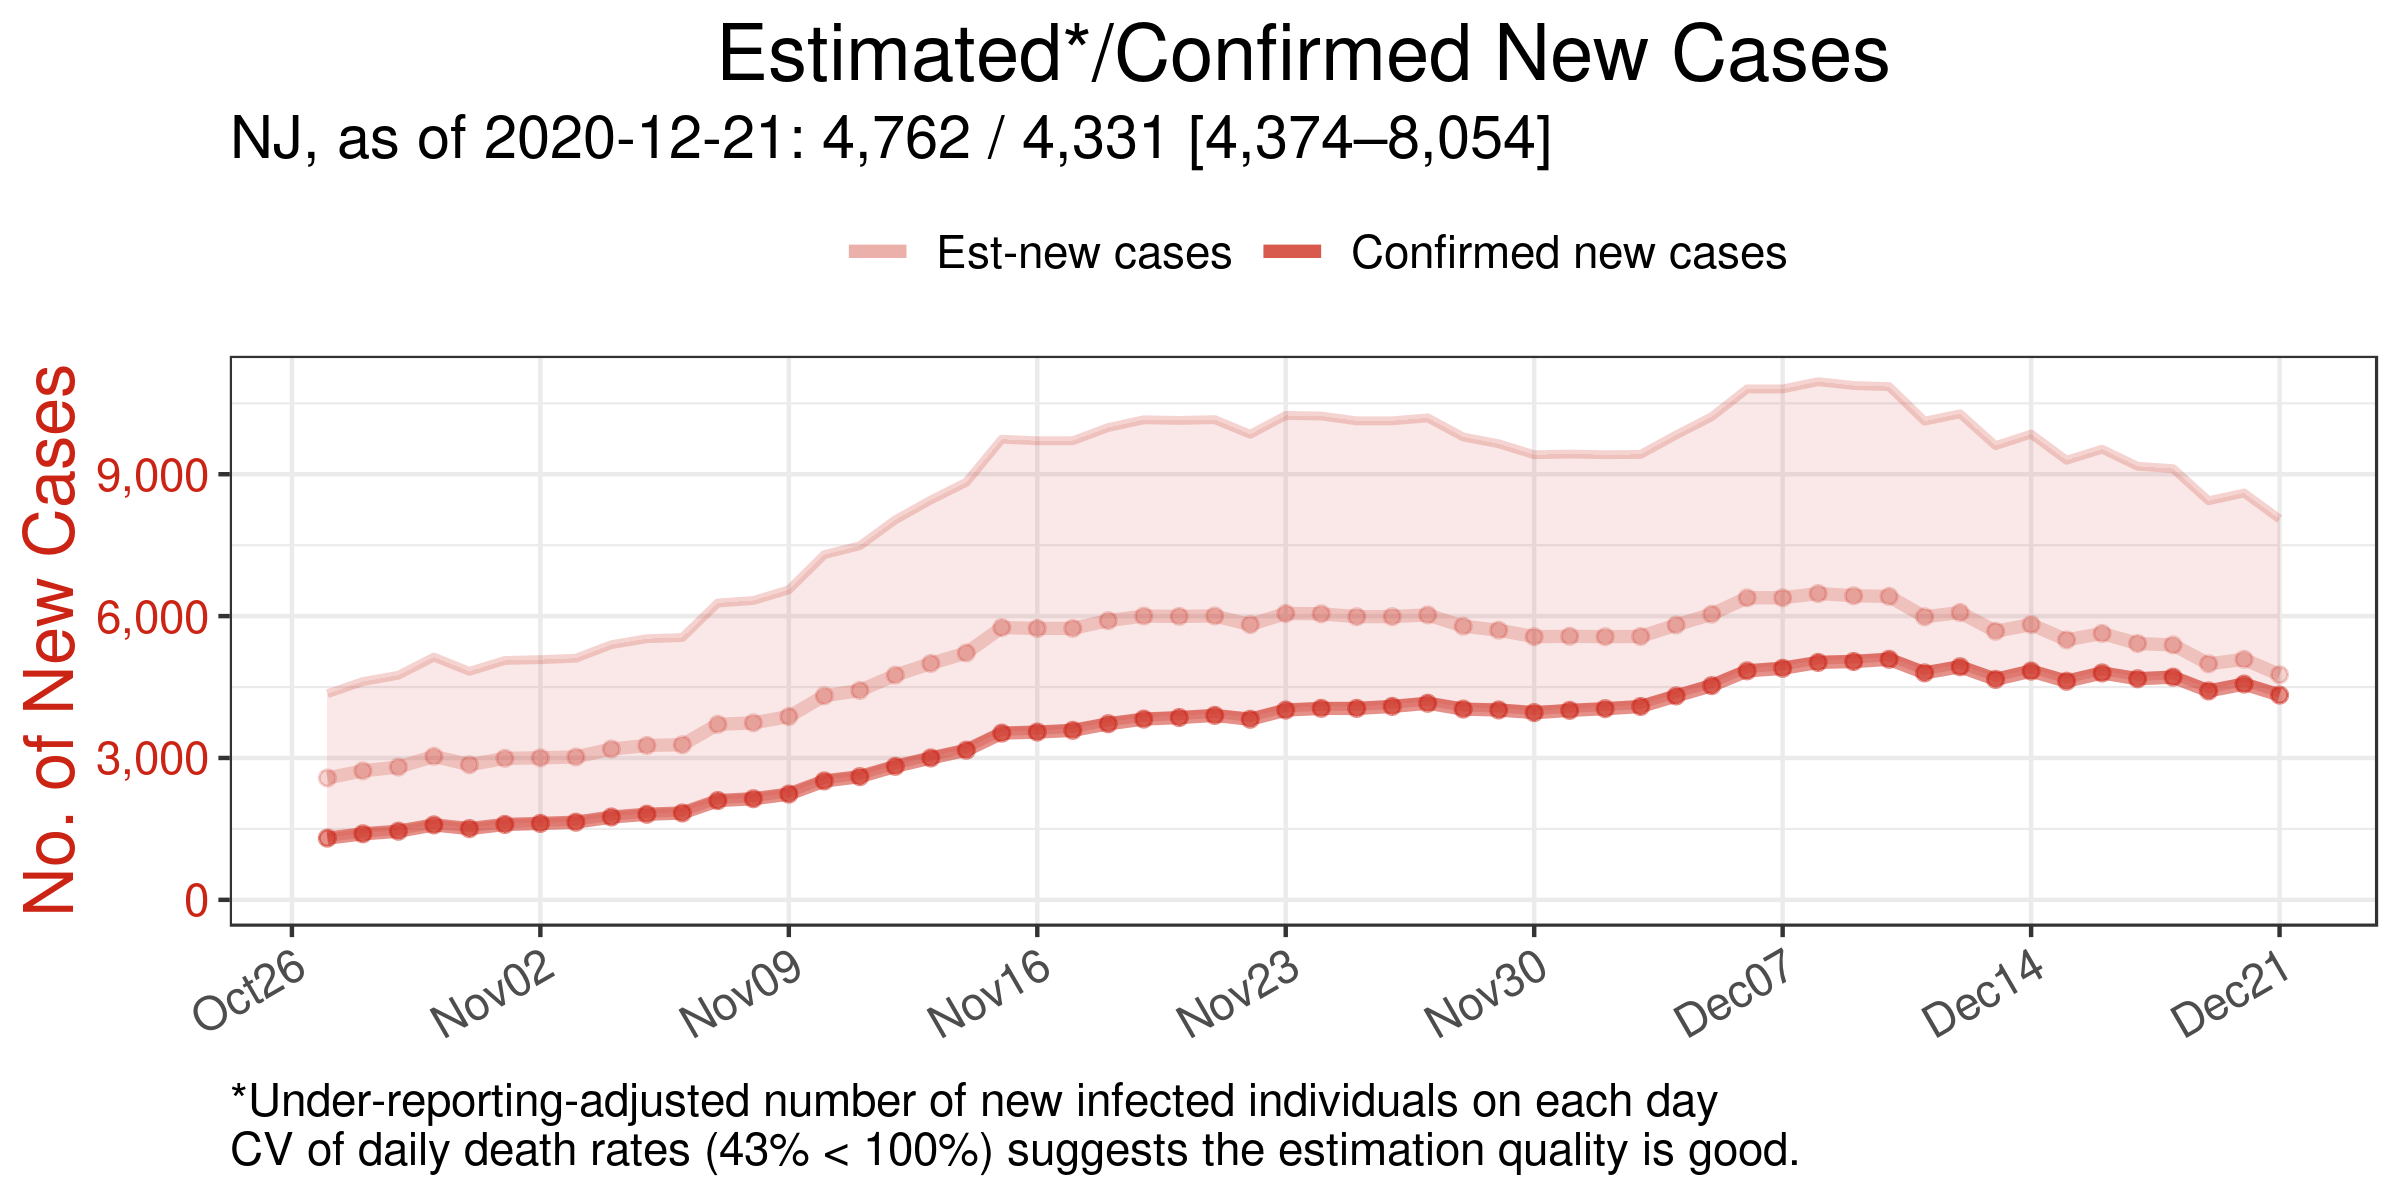 Estimated*/Confirmed New Cases
NJ, as of 2020-12-21: 4,762 / 4,331 [4,374–8,054]
Est-new cases
Confirmed new cases
No. of New Cases
9,000
6,000
3,000
0
Oct26
Nov02
Nov09
Nov16
Nov23
Nov30
Dec07
Dec14
Dec21
*Under-reporting-adjusted number of new infected individuals on each day
CV of daily death rates (43% < 100%) suggests the estimation quality is good.